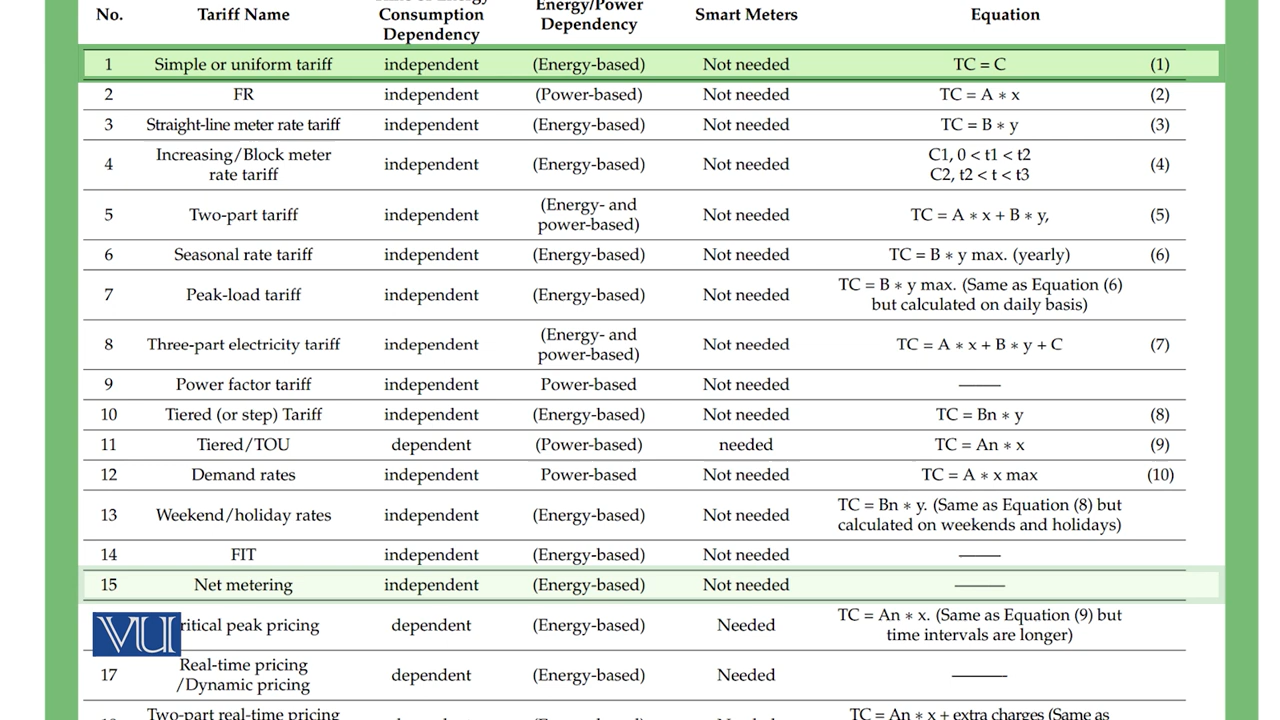 No. Tariff Name Consumption Dependency Energy/Power Dependency Smart Meters Equation
1 Simple or uniform tariff independent (Energy-based) Not needed TC = C (1)
2 FR independent (Power-based) Not needed TC = A ∗ x (2)
3 Straight-line meter rate tariff independent (Energy-based) Not needed TC = B ∗ y (3)
4 Increasing/Block meter rate tariff independent (Energy-based) Not needed C1, 0 < t1 < t2 C2, t2 < t < t3 (4)
5 Two-part tariff independent (Energy- and power-based) Not needed TC = A ∗ x + B ∗ y, (5)
6 Seasonal rate tariff independent (Energy-based) Not needed TC = B ∗ y max. (yearly) (6)
7 Peak-load tariff independent (Energy-based) Not needed TC = B ∗ y max. (Same as Equation (6) but calculated on daily basis)
8 Three-part electricity tariff independent (Energy- and power-based) Not needed TC = A ∗ x + B ∗ y + C (7)
9 Power factor tariff independent Power-based Not needed ——
10 Tiered (or step) Tariff independent (Energy-based) Not needed TC = Bn ∗ y (8)
11 Tiered/TOU dependent (Power-based) needed TC = An ∗ x (9)
12 Demand rates independent Power-based Not needed TC = A ∗ x max (10)
13 Weekend/holiday rates independent (Energy-based) Not needed TC = Bn ∗ y. (Same as Equation (8) but calculated on weekends and holidays)
14 FIT independent (Energy-based) Not needed ——
15 Net metering independent (Energy-based) Not needed ——
VU ritical peak pricing dependent (Energy-based) Needed TC = An ∗ x. (Same as Equation (9) but time intervals are longer)
17 Real-time pricing /Dynamic pricing dependent (Energy-based) Needed ——
Two-part real-time pricing TC = An ∗ x + extra charges (Same as